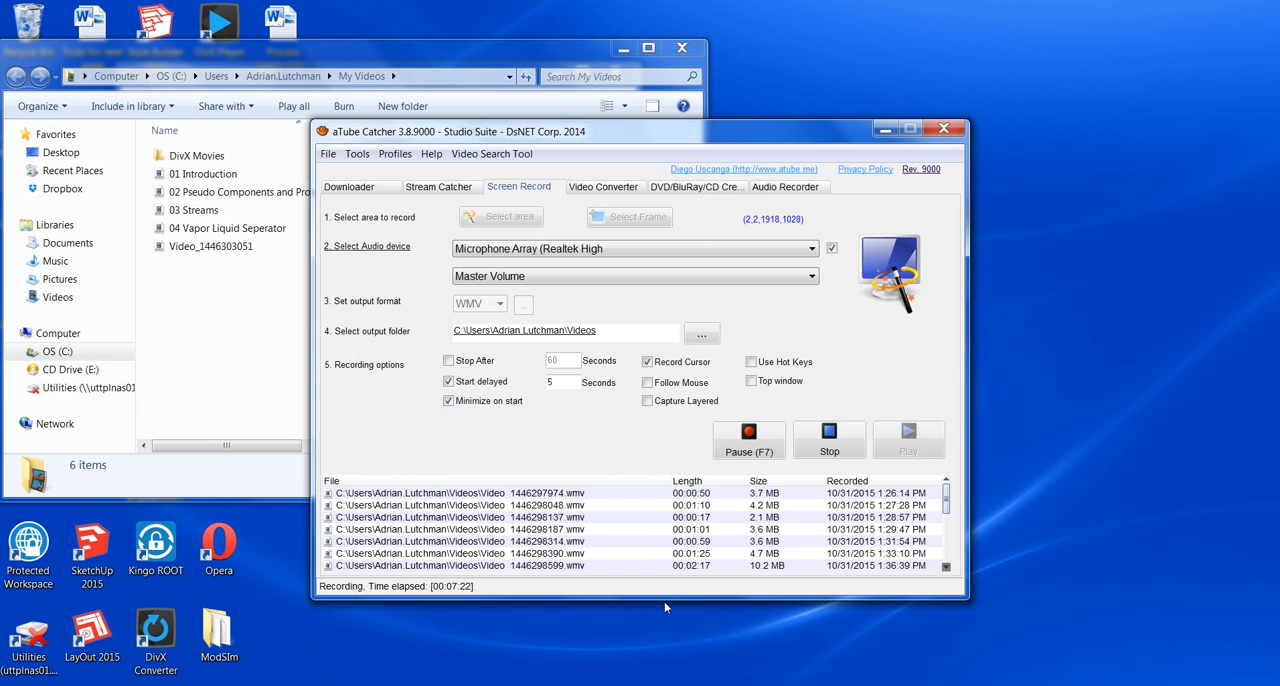 Computer OS (C:) Users Adrian.Lutchman My Videos
Search My Videos
Organize Include in library Share with Play all Burn New folder
Favorites
Desktop
Recent Places
Dropbox
Libraries
Documents
Music
Pictures
Videos
Computer
OS (C:)
CD Drive (E:)
Utilities (\\uttplnas01
Network
Name
DivX Movies
01 Introduction
02 Pseudo Components and Pro
03 Streams
04 Vapor Liquid Seperator
Video_1446303051
6 items
aTube Catcher 3.8.9000 - Studio Suite - DsNET Corp. 2014
File Tools Profiles Help Video Search Tool
Diego Uscanga (http://www.atube.me) Privacy Policy Rev. 9000
Downloader Stream Catcher Screen Record Video Converter DVD/BluRay/CD Cre... Audio Recorder
1. Select area to record Select area Select Frame (2,2,1918,1028)
2. Select Audio device Microphone Array (Realtek High
Master Volume
3. Set output format WMV ...
4. Select output folder C:\Users\Adrian.Lutchman\Videos ...
5. Recording options
Stop After 60 Seconds Record Cursor Use Hot Keys
Start delayed 5 Seconds Follow Mouse Top window
Minimize on start Capture Layered
Pause (F7) Stop Play
File Length Size Recorded
C:\Users\Adrian.Lutchman\Videos\Video_1446297974.wmv 00:00:50 3.7 MB 10/31/2015 1:26:14 PM
C:\Users\Adrian.Lutchman\Videos\Video_1446298048.wmv 00:01:10 4.2 MB 10/31/2015 1:27:28 PM
C:\Users\Adrian.Lutchman\Videos\Video_1446298137.wmv 00:00:17 2.1 MB 10/31/2015 1:28:57 PM
C:\Users\Adrian.Lutchman\Videos\Video_1446298187.wmv 00:01:01 3.6 MB 10/31/2015 1:29:47 PM
C:\Users\Adrian.Lutchman\Videos\Video_1446298314.wmv 00:00:59 3.6 MB 10/31/2015 1:31:54 PM
C:\Users\Adrian.Lutchman\Videos\Video_1446298390.wmv 00:01:25 4.7 MB 10/31/2015 1:33:10 PM
C:\Users\Adrian.Lutchman\Videos\Video_1446298599.wmv 00:02:17 10.2 MB 10/31/2015 1:36:39 PM
Recording, Time elapsed: [00:07:22]
Protected Workspace
SketchUp 2015
Kingo ROOT
Opera
Utilities (uttplnas01....
LayOut 2015
DivX Converter
ModSIm